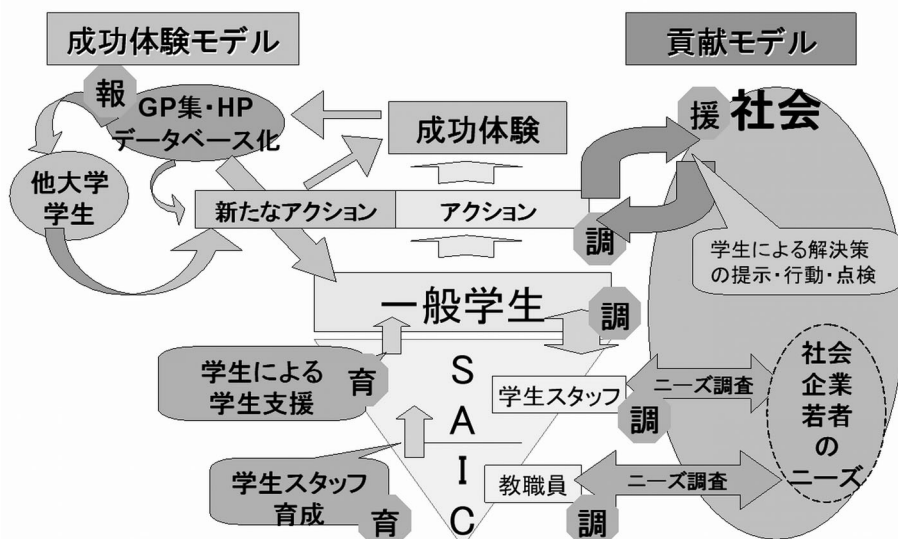 成功体験モデル
貢献モデル
報
GP集・HP
データベース化
成功体験
援
社会
他大学
学生
新たなアクション
アクション
調
学生による解決策
の提示・行動・点検
一般学生
調
学生による
学生支援
育
S
A
I
C
学生スタッフ
調
ニーズ調査
社会
企業
若者
の
ニーズ
学生スタッフ
育成
育
教職員
調
ニーズ調査